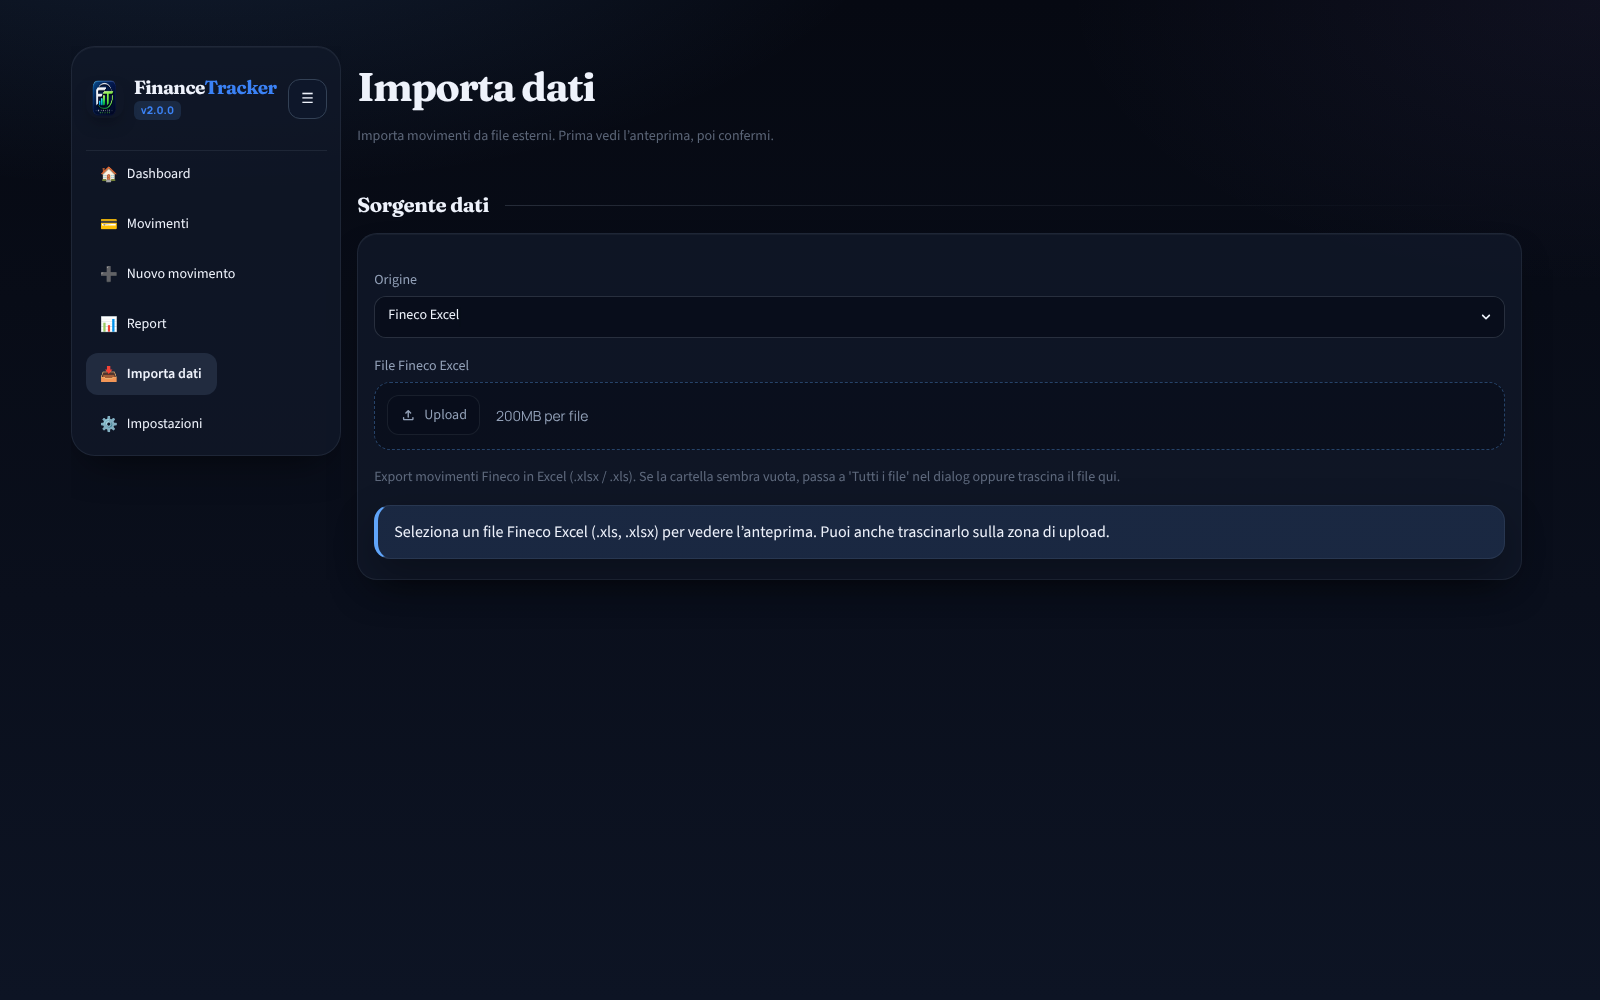 FinanceTracker
v2.0.0
Dashboard
Movimenti
Nuovo movimento
Report
Importa dati
Impostazioni
Importa dati
Importa movimenti da file esterni. Prima vedi l’anteprima, poi confermi.
Sorgente dati
Origine
Fineco Excel
File Fineco Excel
Upload
200MB per file
Export movimenti Fineco in Excel (.xlsx / .xls). Se la cartella sembra vuota, passa a 'Tutti i file' nel dialog oppure trascina il file qui.
Seleziona un file Fineco Excel (.xls, .xlsx) per vedere l’anteprima. Puoi anche trascinarlo sulla zona di upload.